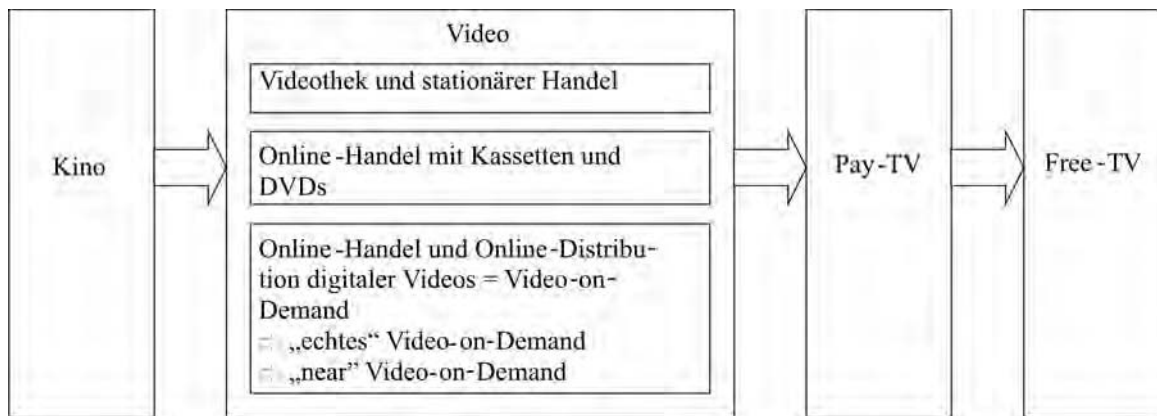 Kino
Video
Videothek und stationärer Handel
Online-Handel mit Kassetten und
DVDs
Online-Handel und Online-Distribu-
tion digitaler Videos = Video-on-
Demand
= „echtes“ Video-on-Demand
= „near” Video-on-Demand
Pay-TV
Free-TV